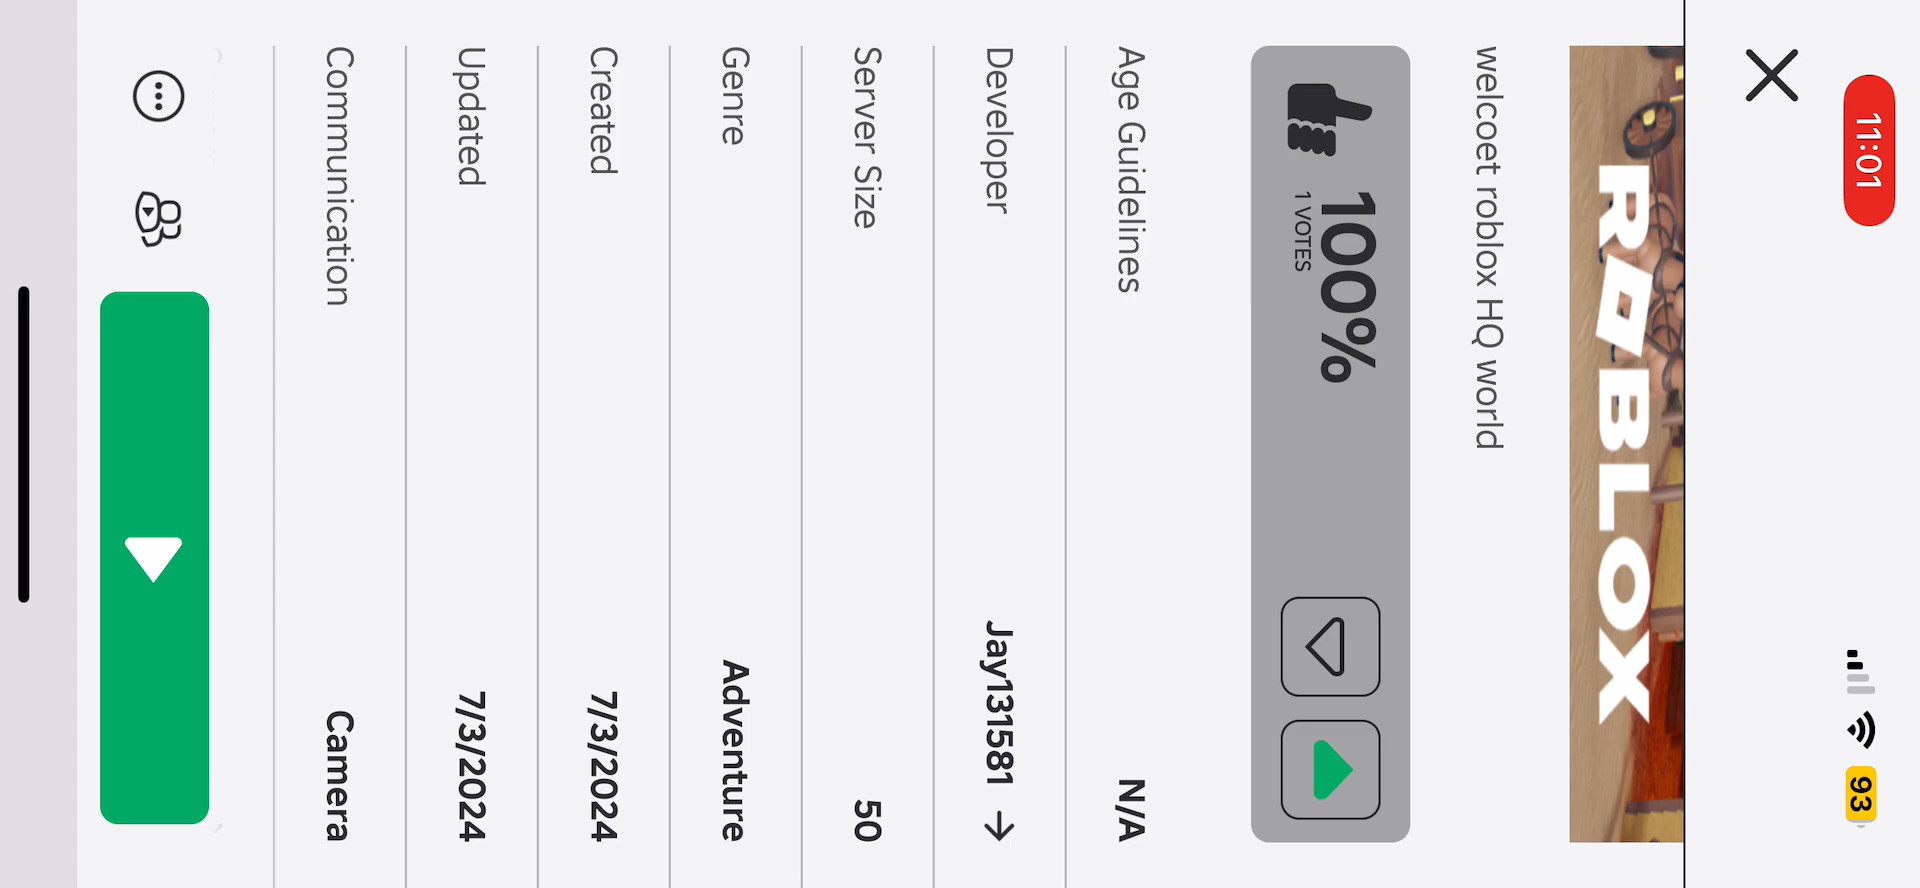 11:01
93
ROBLOX
welcoet roblox HQ world
100%
1 VOTES
Age Guidelines N/A
Developer Jay131581
Server Size 50
Genre Adventure
Created 7/3/2024
Updated 7/3/2024
Communication Camera